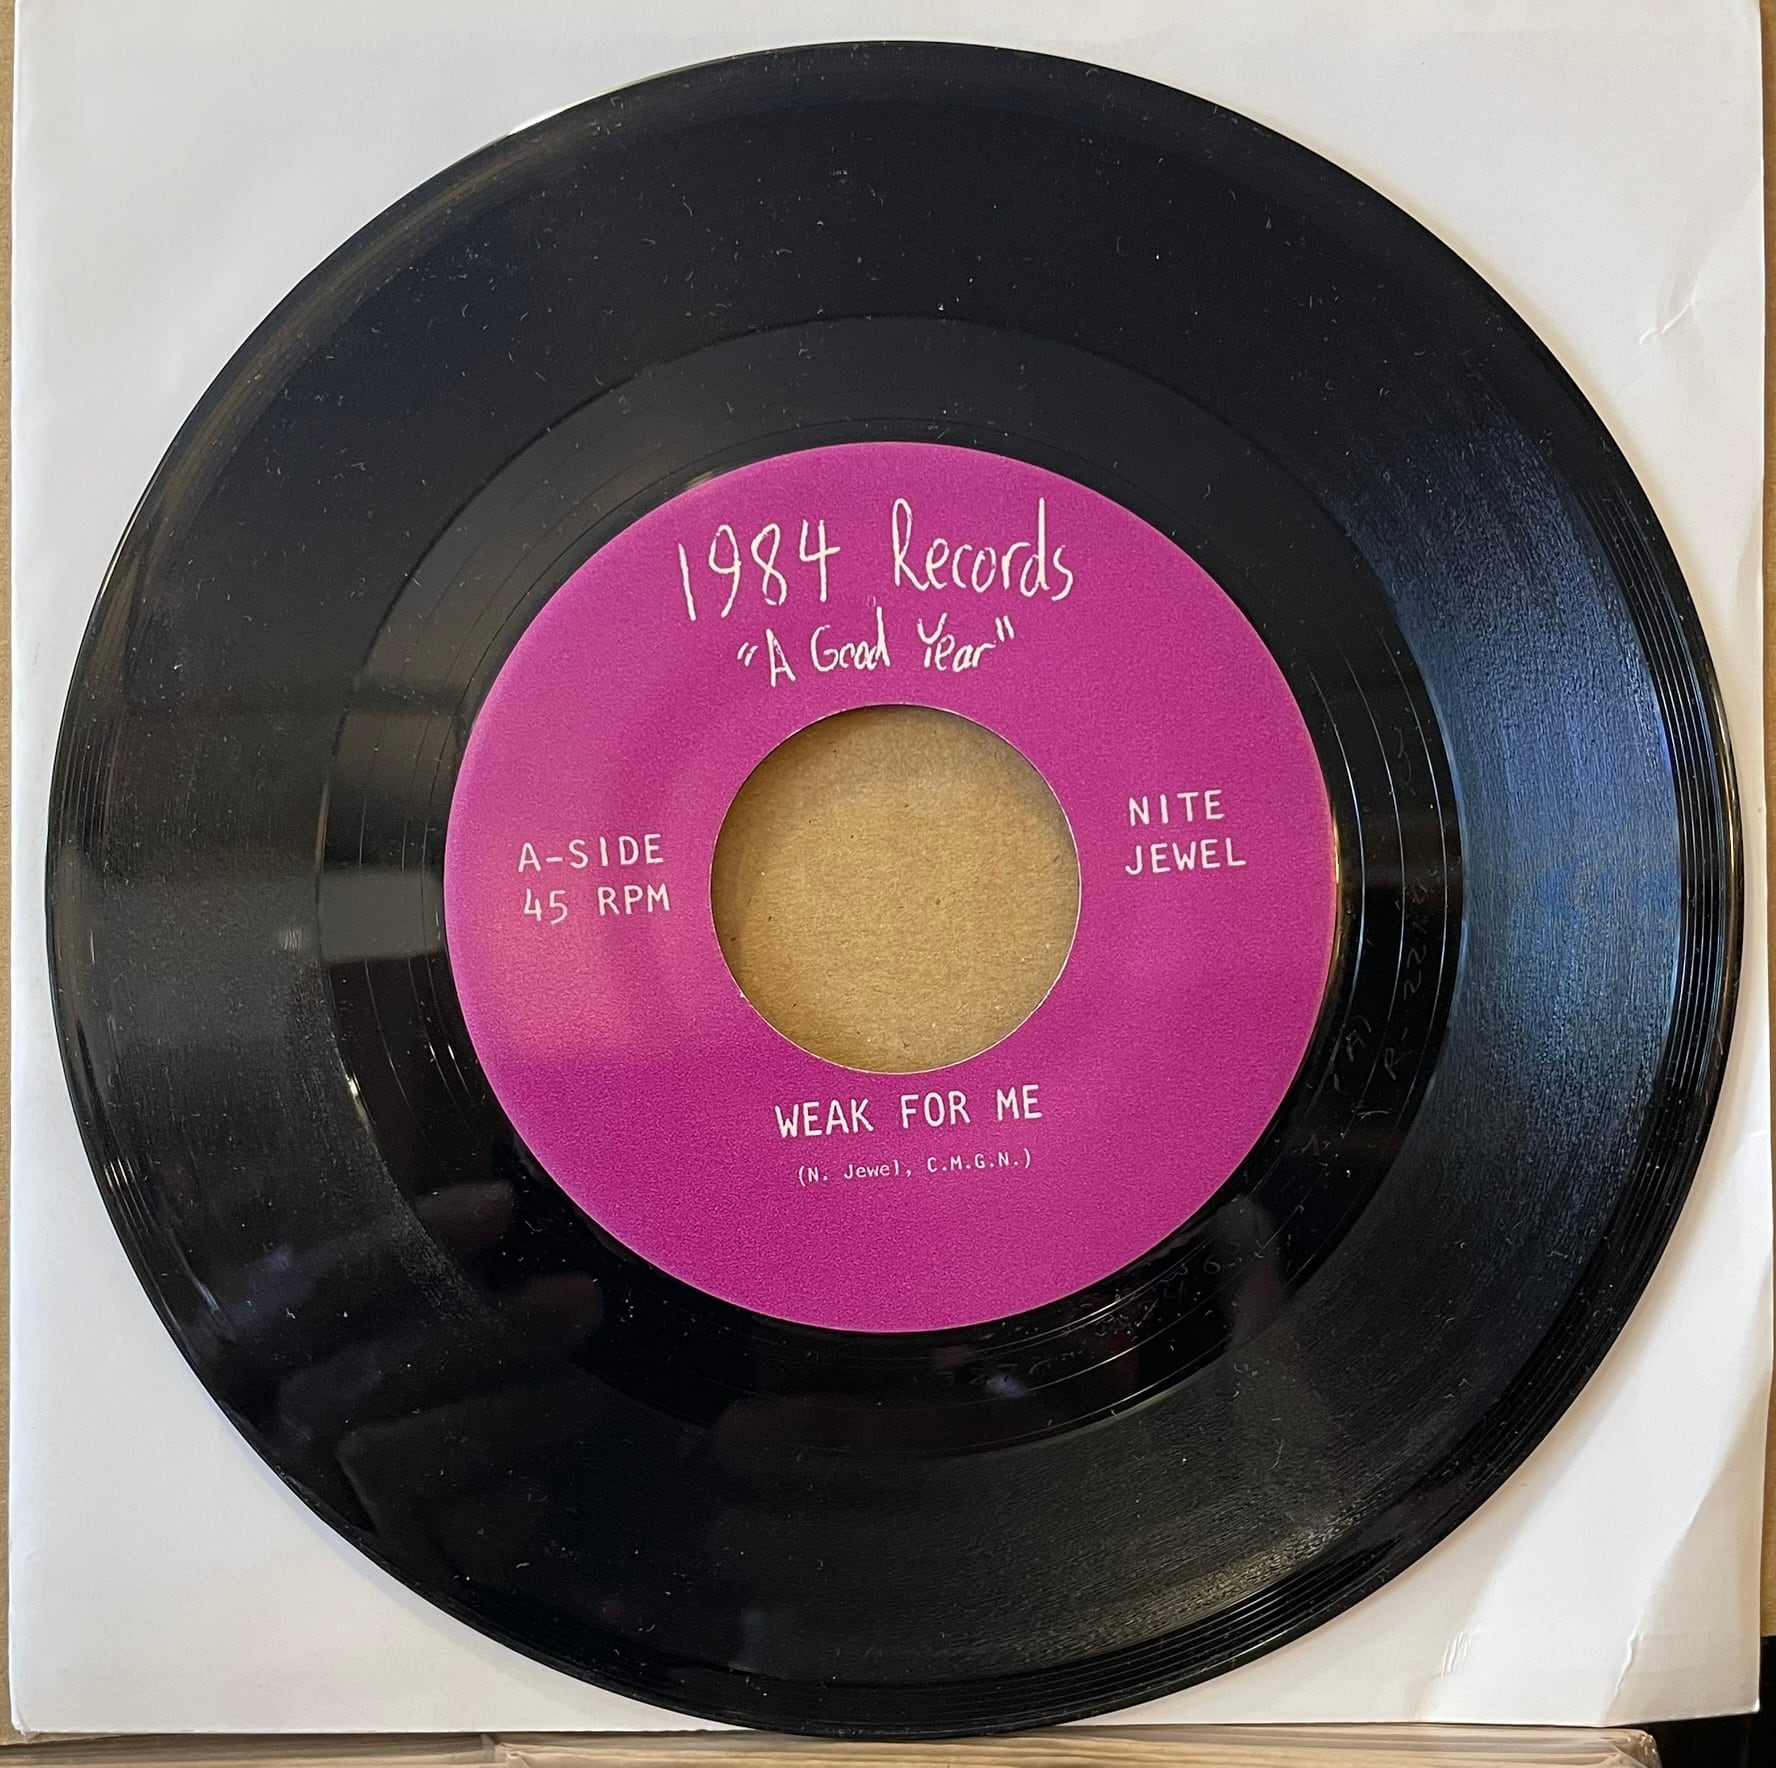 1984 Records
"A Good Year"
A-SIDE
45 RPM
NITE
JEWEL
WEAK FOR ME
(N. Jewel, C.M.G.N.)